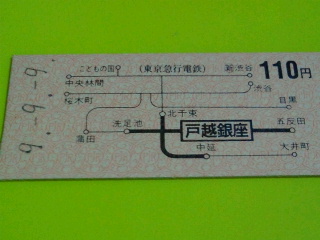 こどもの国 (東京急行電鉄) 渋谷 110円
中央林間 渋谷
桜木町 目黒
北千束
洗足池 戸越銀座 五反田
蒲田 中延 大井町
9.-9.-9.